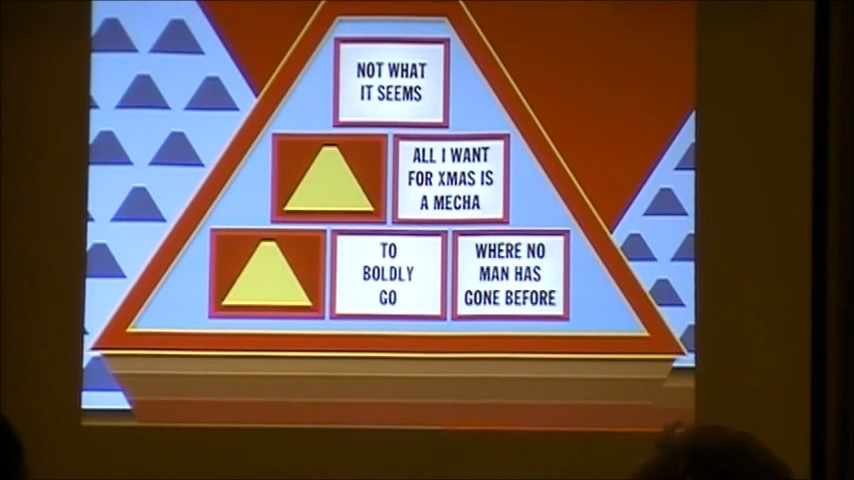 NOT WHAT
IT SEEMS
ALL I WANT
FOR XMAS IS
A MECHA
TO
BOLDLY
GO
WHERE NO
MAN HAS
GONE BEFORE